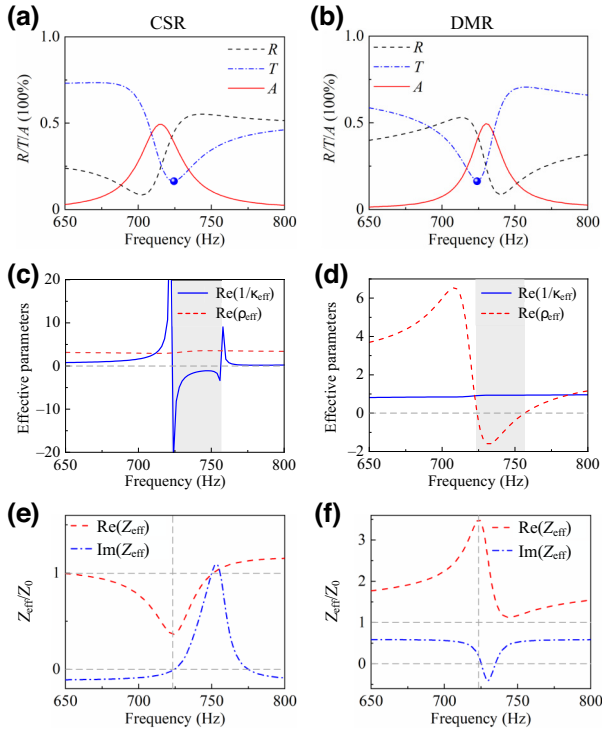 (a) CSR
(b) DMR
R/T/A (100%)
1
0.5
0
R
T
A
650 700 750 800
Frequency (Hz)
R/T/A (100%)
1
0.5
0
R
T
A
650 700 750 800
Frequency (Hz)
(c)
Effective parameters
20
10
0
−10
−20
Re(1/κeff)
Re(ρeff)
650 700 750 800
Frequency (Hz)
(d)
Effective parameters
6
4
2
0
−2
Re(1/κeff)
Re(ρeff)
650 700 750 800
Frequency (Hz)
(e)
Zeff/Z0
1
0
Re(Zeff)
Im(Zeff)
650 700 750 800
Frequency (Hz)
(f)
Zeff/Z0
3
2
1
0
Re(Zeff)
Im(Zeff)
650 700 750 800
Frequency (Hz)